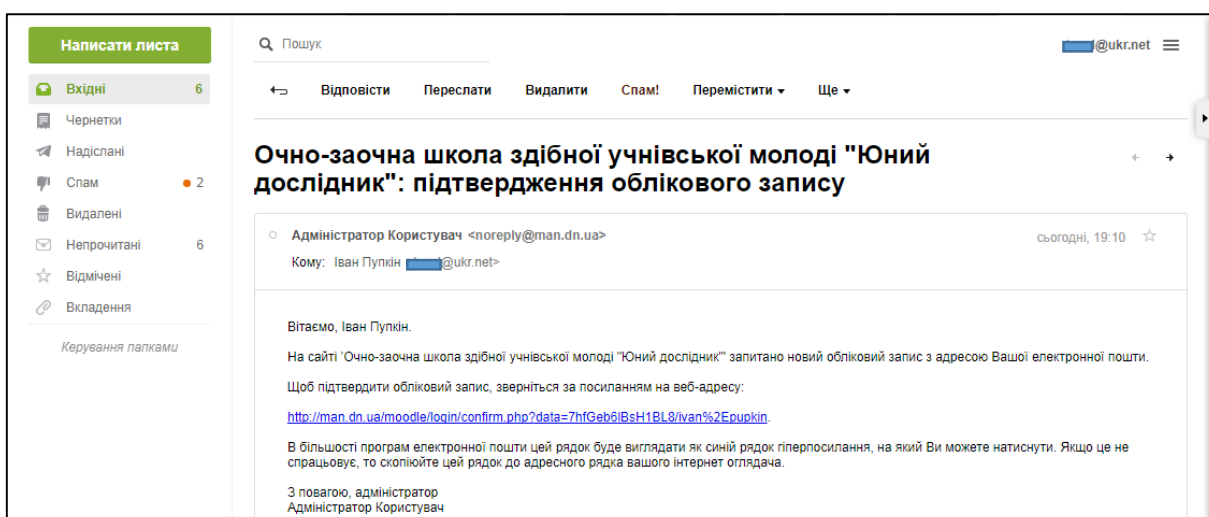 Написати листа
Пошук
@ukr.net
Вхідні 6
Чернетки
Надіслані
Спам 2
Видалені
Непрочитані 6
Відмічені
Вкладення
Керування папками
Відповісти Переслати Видалити Спам! Перемістити Ще
Очно-заочна школа здібної учнівської молоді "Юний
дослідник": підтвердження облікового запису
Адміністратор Користувач <noreply@man.dn.ua> сьогодні, 19:10
Кому: Іван Пупкін @ukr.net>
Вітаємо, Іван Пупкін.
На сайті 'Очно-заочна школа здібної учнівської молоді "Юний дослідник"' запитано новий обліковий запис з адресою Вашої електронної пошти.
Щоб підтвердити обліковий запис, зверніться за посиланням на веб-адресу:
http://man.dn.ua/moodle/login/confirm.php?data=7hfGeb6lBsH1BL8/ivan%2Epupkin.
В більшості програм електронної пошти цей рядок буде виглядати як синій рядок гіперпосилання, на який Ви можете натиснути. Якщо це не
спрацьовує, то скопіюйте цей рядок до адресного рядка вашого інтернет оглядача.
З повагою, адміністратор
Адміністратор Користувач